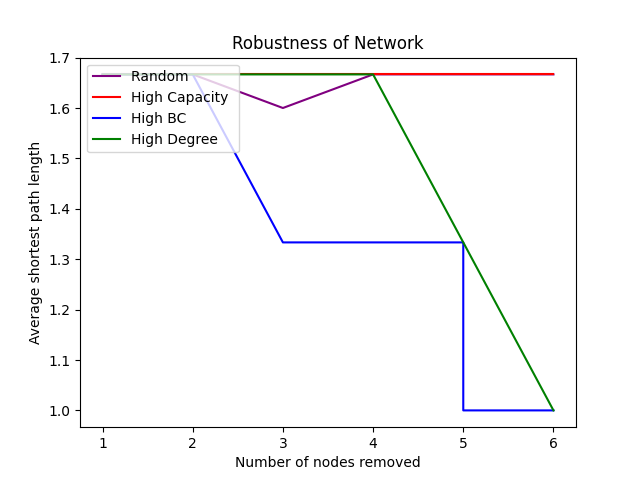 Robustness of Network
1.7
1.6
1.5
1.4
1.3
1.2
1.1
1.0
Average shortest path length
Random
High Capacity
High BC
High Degree
1 2 3 4 5 6
Number of nodes removed